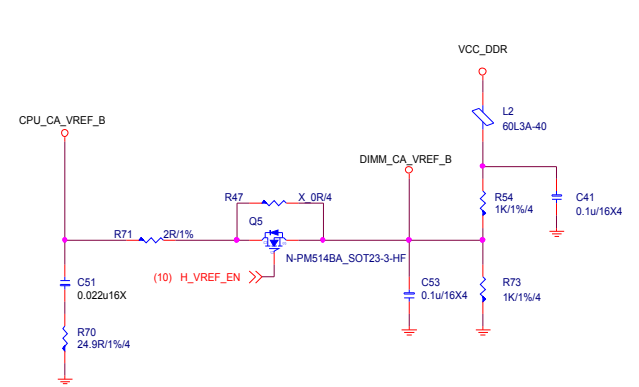 VCC_DDR
L2
60L3A-40
CPU_CA_VREF_B
DIMM_CA_VREF_B
R47
X_0R/4
R54
1K/1%/4
C41
0.1u/16X4
Q5
R71
2R/1%
N-PM514BA_SOT23-3-HF
(10) H_VREF_EN
C51
0.022u16X
C53
0.1u/16X4
R73
1K/1%/4
R70
24.9R/1%/4